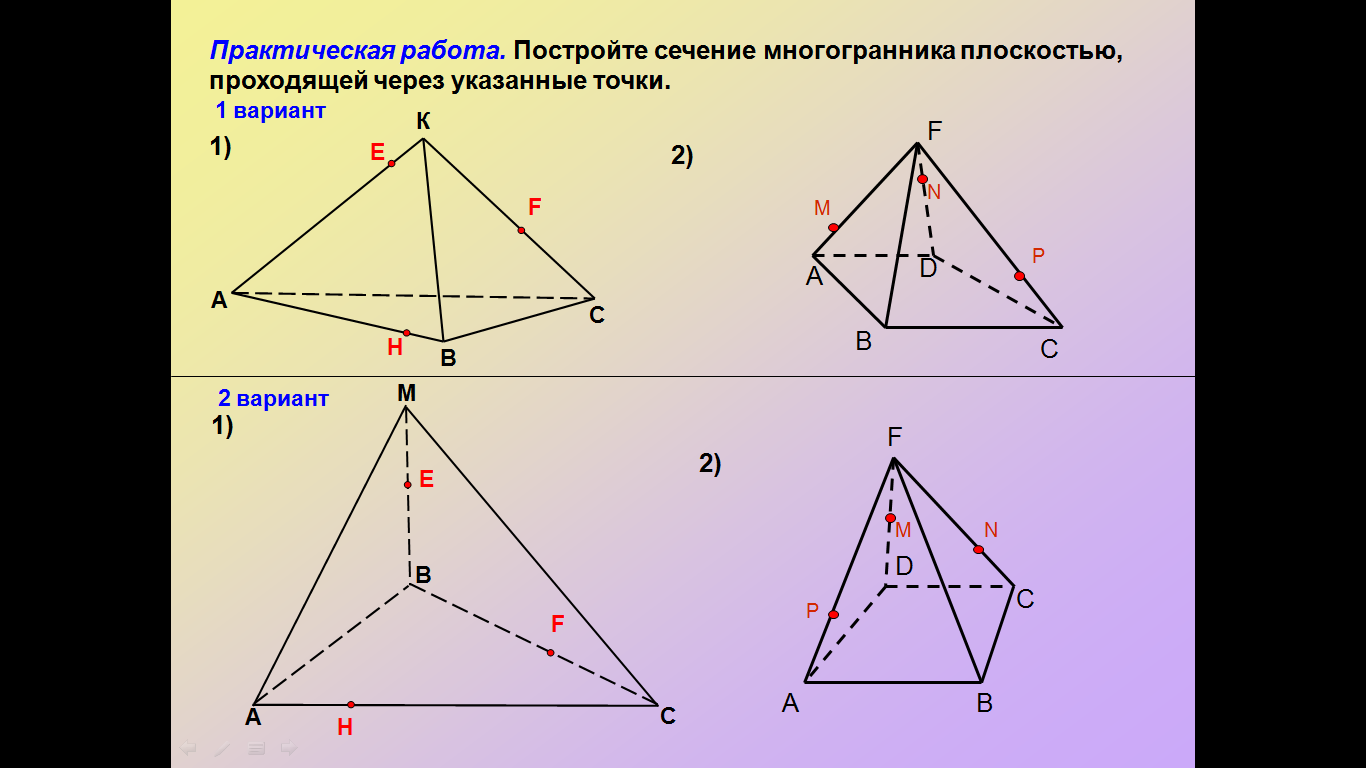 Практическая работа. Постройте сечение многогранника плоскостью,
проходящей через указанные точки.
1 вариант
1)
К
Е
F
А
С
Н
В
2)
F
M
N
P
A
D
B
C
2 вариант
1)
М
Е
В
F
А
Н
С
2)
F
M
N
D
P
C
A
B